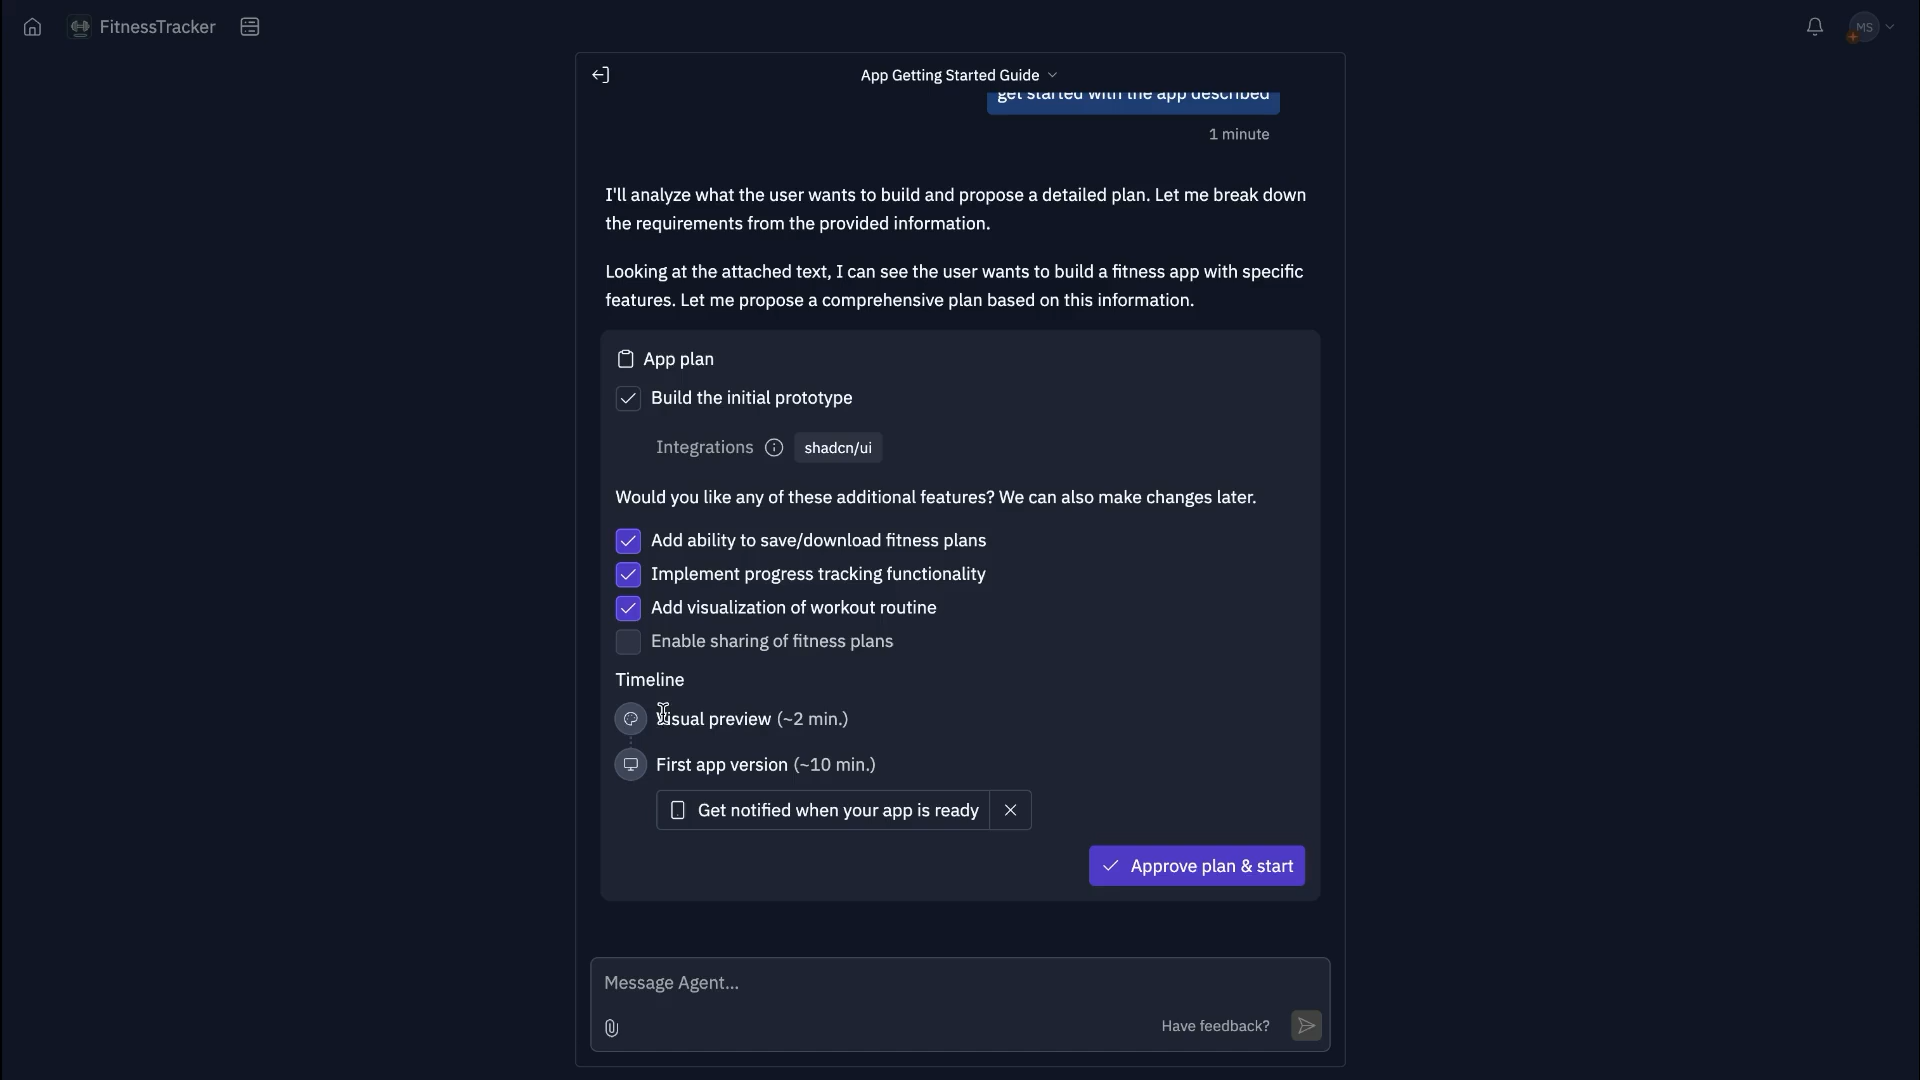 FitnessTracker
MS
App Getting Started Guide
get started with the app described
1 minute
I'll analyze what the user wants to build and propose a detailed plan. Let me break down
the requirements from the provided information.
Looking at the attached text, I can see the user wants to build a fitness app with specific
features. Let me propose a comprehensive plan based on this information.
App plan
Build the initial prototype
Integrations shadcn/ui
Would you like any of these additional features? We can also make changes later.
Add ability to save/download fitness plans
Implement progress tracking functionality
Add visualization of workout routine
Enable sharing of fitness plans
Timeline
Visual preview (~2 min.)
First app version (~10 min.)
Get notified when your app is ready
Approve plan & start
Message Agent...
Have feedback?